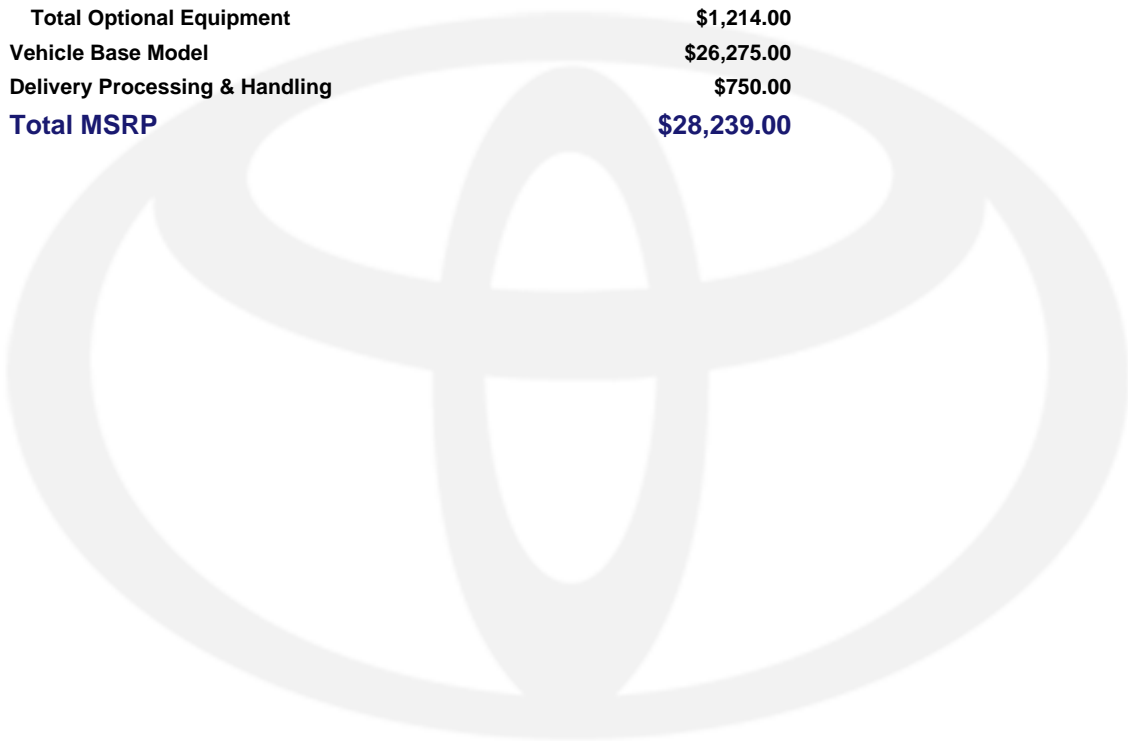 Total Optional Equipment $1,214.00
Vehicle Base Model $26,275.00
Delivery Processing & Handling $750.00
Total MSRP $28,239.00